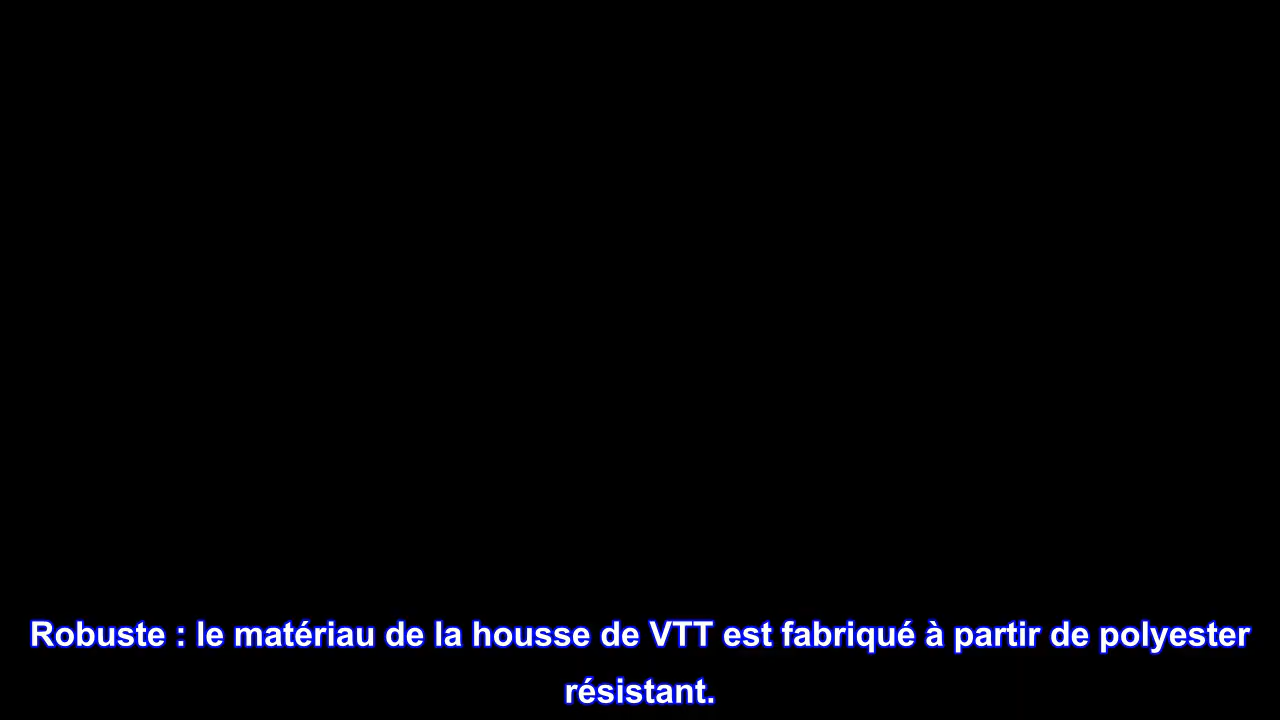 Robuste : le matériau de la housse de VTT est fabriqué à partir de polyester
résistant.